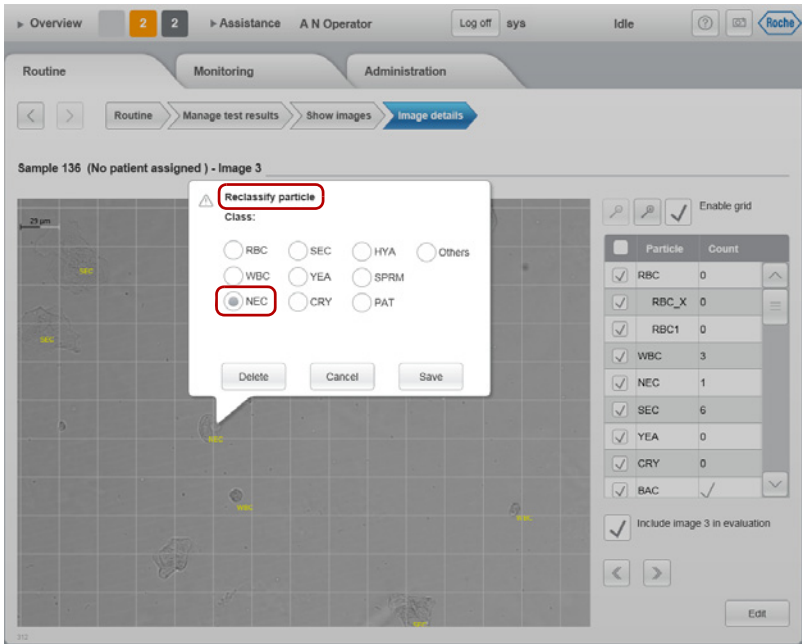 Overview 2 2 Assistance A N Operator Log off sys Idle ? Roche
Routine Monitoring Administration
< > Routine Manage test results Show images Image details
Sample 136 (No patient assigned ) - Image 3
Reclassify particle
Class:
RBC SEC HYA Others
WBC YEA SPRM
NEC CRY PAT
Delete Cancel Save
25 µm
SEC
SEC
NEC
WBC
SEC
312
Enable grid
Particle Count
RBC 0
RBC_X 0
RBC1 0
WBC 3
NEC 1
SEC 6
YEA 0
CRY 0
BAC
Include image 3 in evaluation
< >
Edit